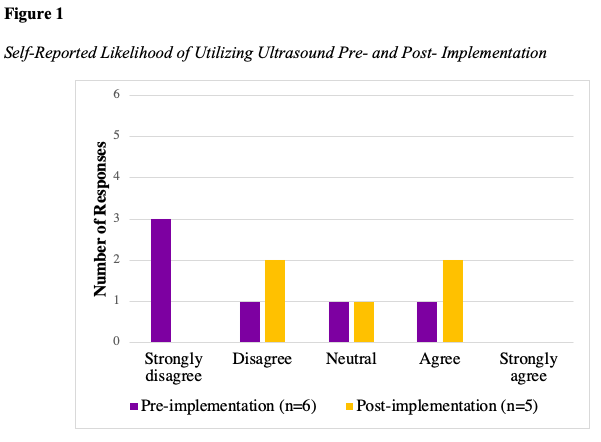 Figure 1
Self-Reported Likelihood of Utilizing Ultrasound Pre- and Post- Implementation
Number of Responses
6
5
4
3
2
1
0
Strongly disagree
Disagree
Neutral
Agree
Strongly agree
Pre-implementation (n=6)
Post-implementation (n=5)